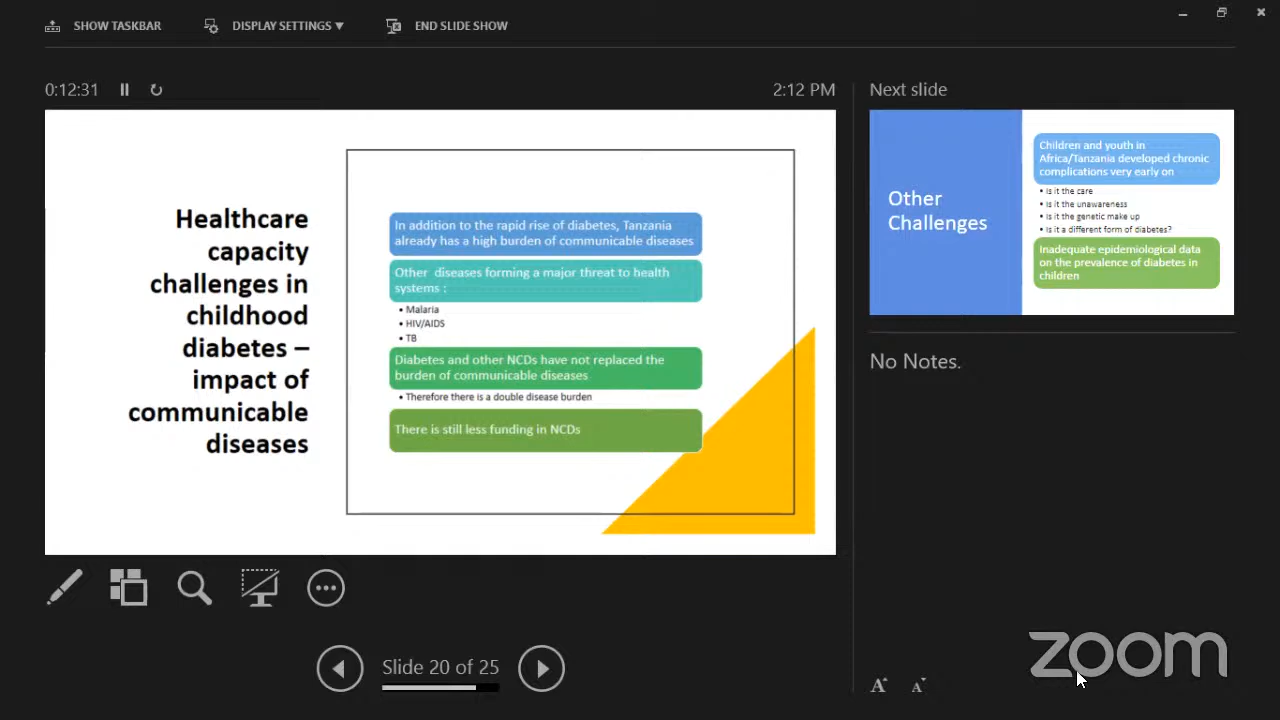 SHOW TASKBAR
DISPLAY SETTINGS ▼
END SLIDE SHOW
0:12:31
2:12 PM
Healthcare
capacity
challenges in
childhood
diabetes –
impact of
communicable
diseases
In addition to the rapid rise of diabetes, Tanzania
already has a high burden of communicable diseases
Other diseases forming a major threat to health
systems :
• Malaria
• HIV/AIDS
• TB
Diabetes and other NCDs have not replaced the
burden of communicable diseases
• Therefore there is a double disease burden
There is still less funding in NCDs
Next slide
Other
Challenges
Children and youth in
Africa/Tanzania developed chronic
complications very early on
• Is it the care
• Is it the unawareness
• Is it the genetic make up
• Is it a different form of diabetes?
Inadequate epidemiological data
on the prevalence of diabetes in
children
No Notes.
Slide 20 of 25
A A
zoom